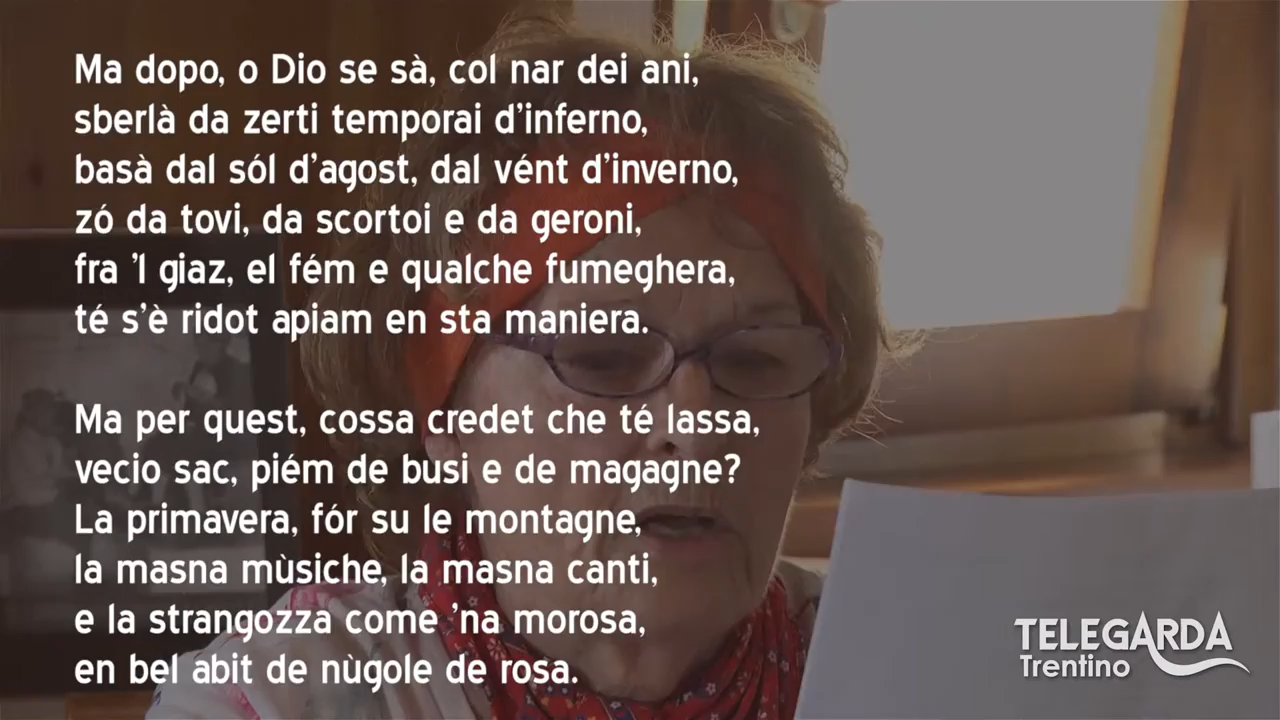 Ma dopo, o Dio se sà, col nar dei ani,
sberlà da zerti temporai d'inferno,
basà dal sól d'agost, dal vént d'inverno,
zó da tovi, da scortoi e da geroni,
fra 'l giaz, el fém e qualche fumeghera,
té s'è ridot apiam en sta maniera.
Ma per quest, cossa credet che té lassa,
vecio sac, piém de busi e de magagne?
La primavera, fór su le montagne,
la masna mùsiche, la masna canti,
e la strangozza come 'na morosa,
en bel abit de nùgole de rosa.
TELEGARDA
Trentino